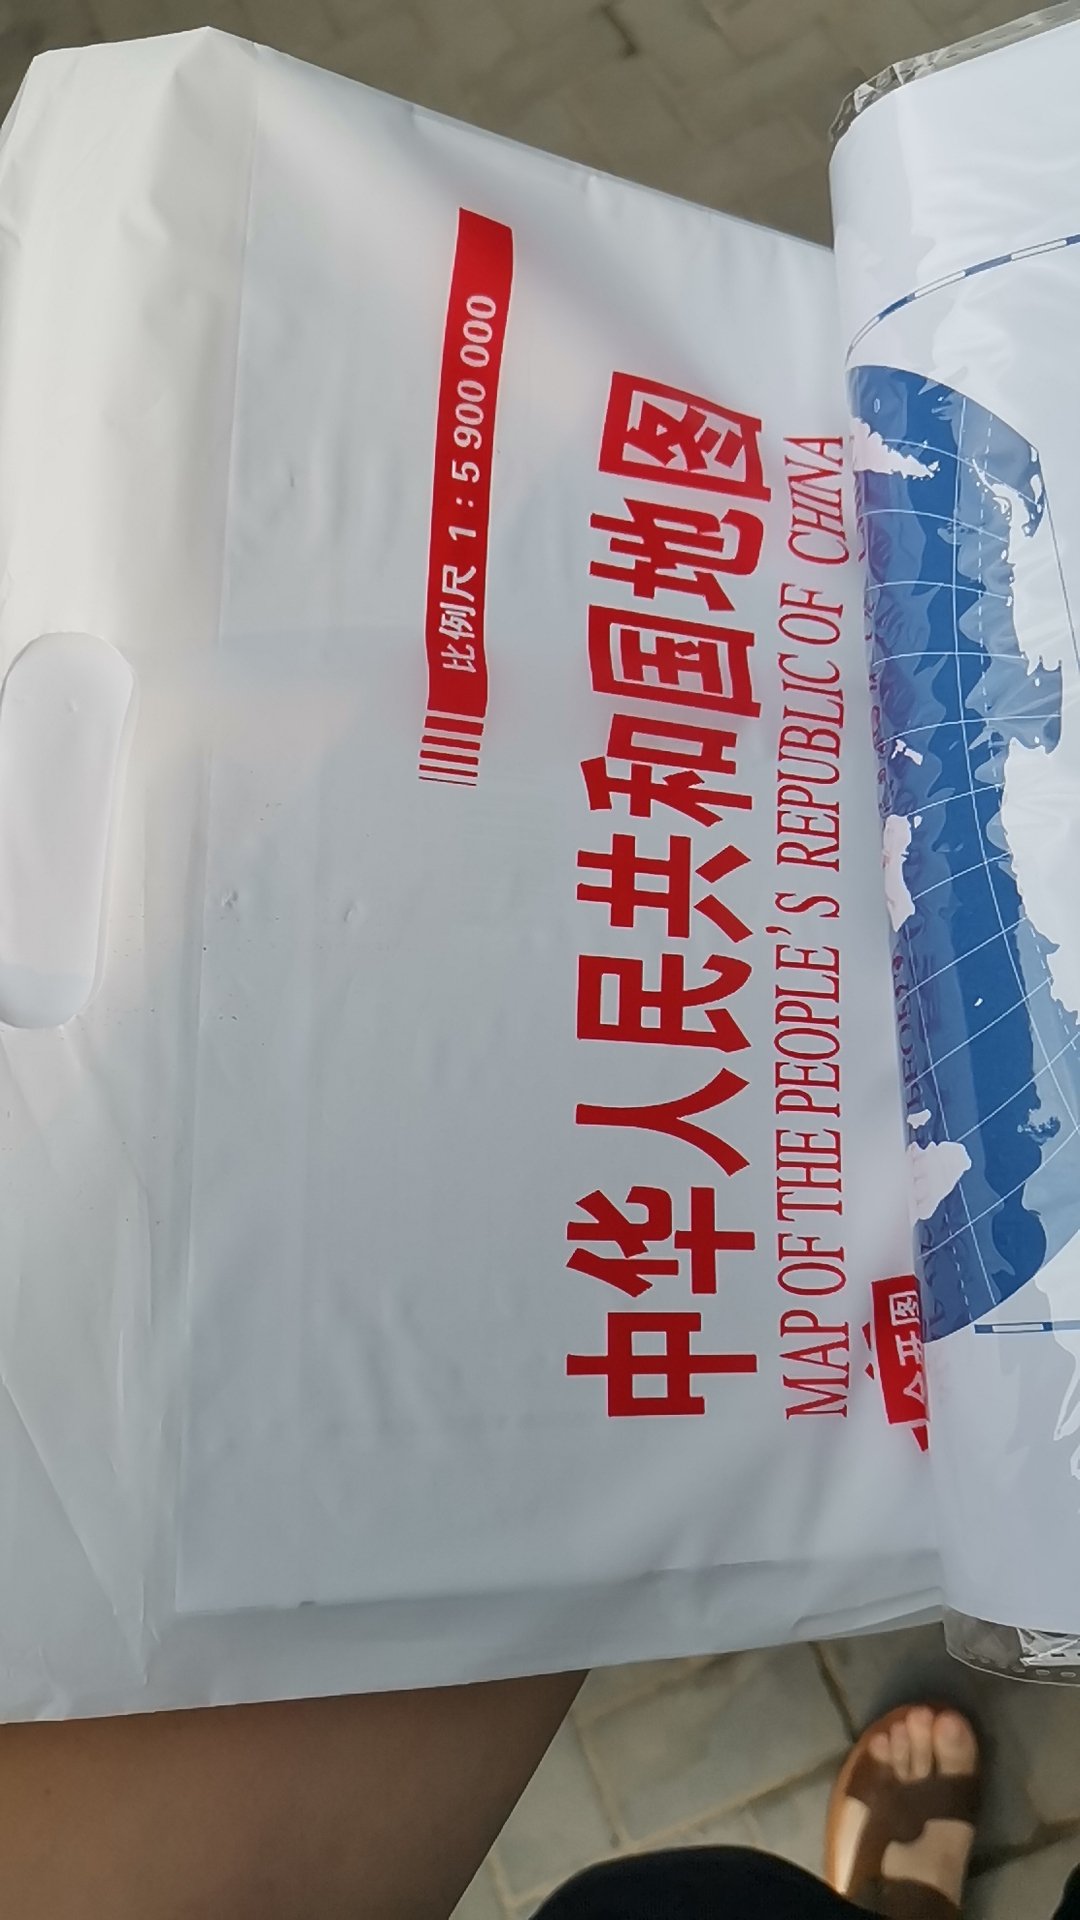 比例尺 1 : 5 900 000
中华人民共和国地图
MAP OF THE PEOPLE'S REPUBLIC OF CHINA
公开图